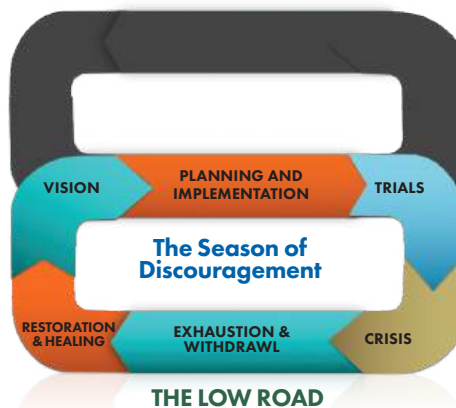 VISION
PLANNING AND
IMPLEMENTATION
TRIALS
The Season of
Discouragement
RESTORATION
& HEALING
EXHAUSTION &
WITHDRAWL
CRISIS
THE LOW ROAD